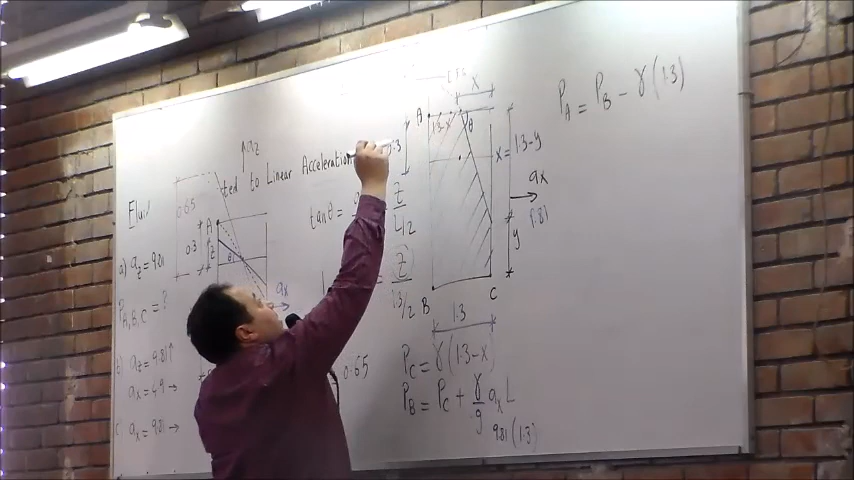 Fluid
ted to Linear Acceleration
az
0.65
A
0.3
z
θ
ax
a) az = 9.81
PA,B,C = ?
b) az = 9.81 ↑
ax = 4.9 →
c) ax = 9.81 →
tanθ =
z
L/2
z
1.3/2
0.65
A
x
1.3-x
θ
x = 1.3-y
ax
9.81
y
B
C
1.3
PC = γ(1.3-x)
PB = PC + γ/g ax L
9.81 (1.3)
PA = PB - γ(1.3)